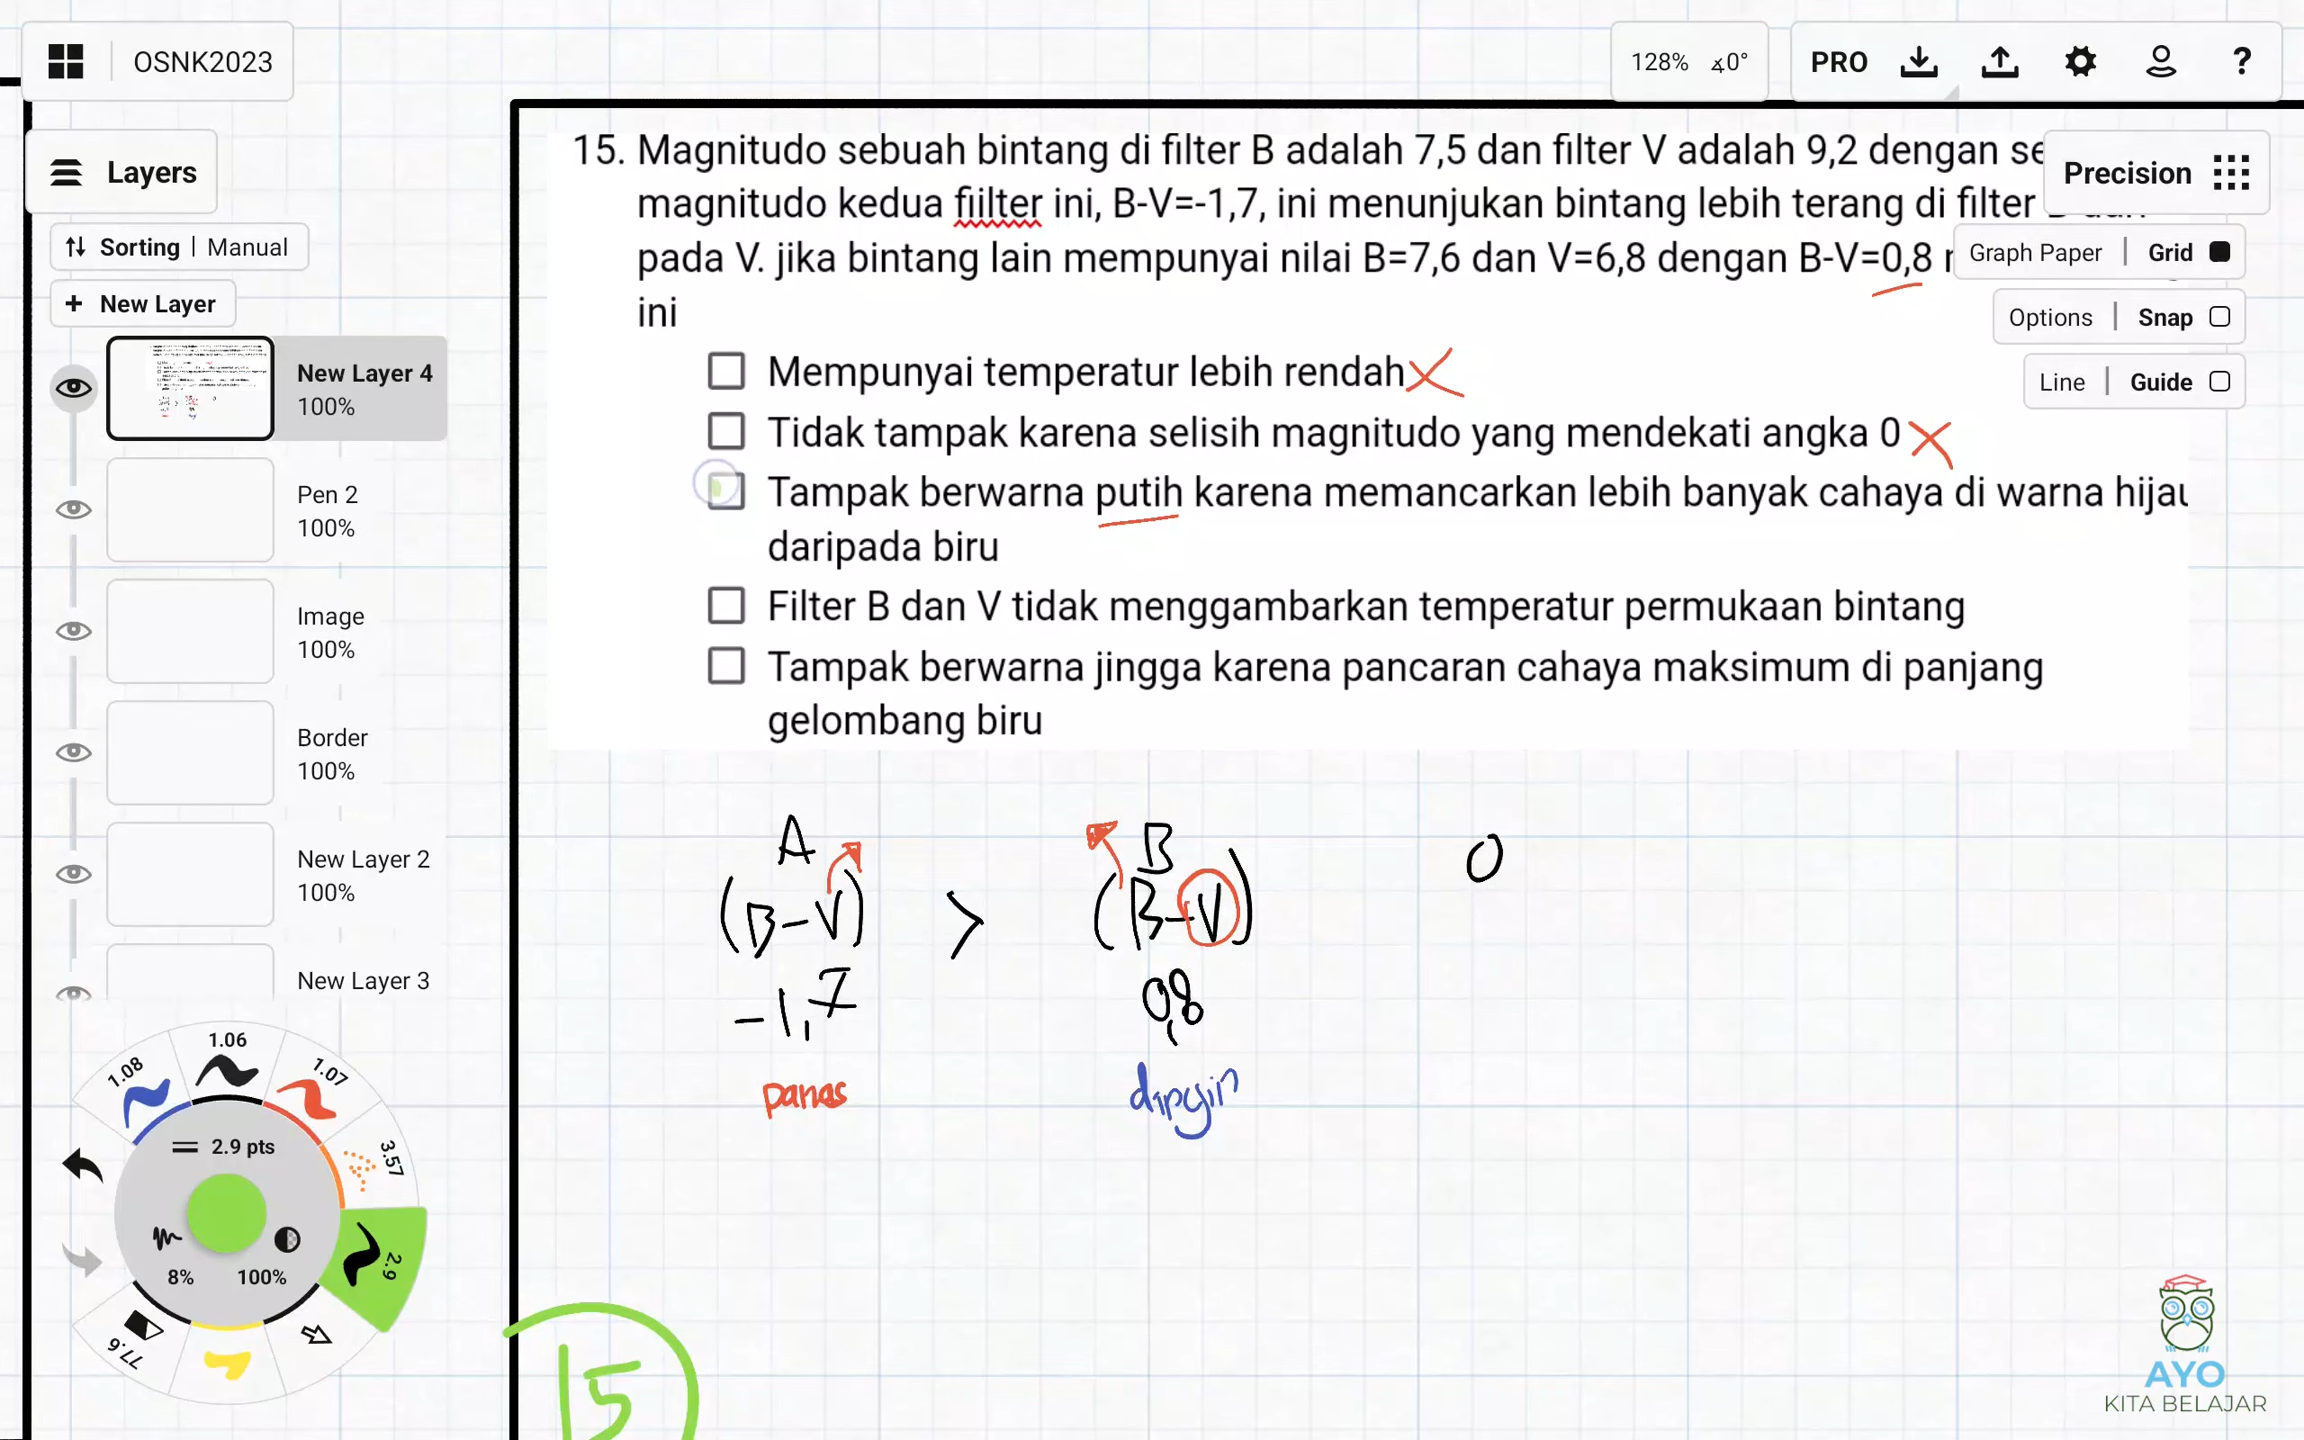 OSNK2023
128% ∡0°
PRO
?
Layers
Precision
Sorting | Manual
Graph Paper | Grid
+ New Layer
Options | Snap
Line | Guide
New Layer 4
100%
Pen 2
100%
Image
100%
Border
100%
New Layer 2
100%
New Layer 3
15. Magnitudo sebuah bintang di filter B adalah 7,5 dan filter V adalah 9,2 dengan se
magnitudo kedua fiilter ini, B-V=-1,7, ini menunjukan bintang lebih terang di filter
pada V. jika bintang lain mempunyai nilai B=7,6 dan V=6,8 dengan B-V=0,8
ini
Mempunyai temperatur lebih rendah
Tidak tampak karena selisih magnitudo yang mendekati angka 0
Tampak berwarna putih karena memancarkan lebih banyak cahaya di warna hijau
daripada biru
Filter B dan V tidak menggambarkan temperatur permukaan bintang
Tampak berwarna jingga karena pancaran cahaya maksimum di panjang
gelombang biru
A B 0
(B-V) > (B-V)
-1,7 0,8
panas
15
1.08
1.06
1.07
3.57
2.9 pts
2.9
8% 100%
77.6
AYO
KITA BELAJAR